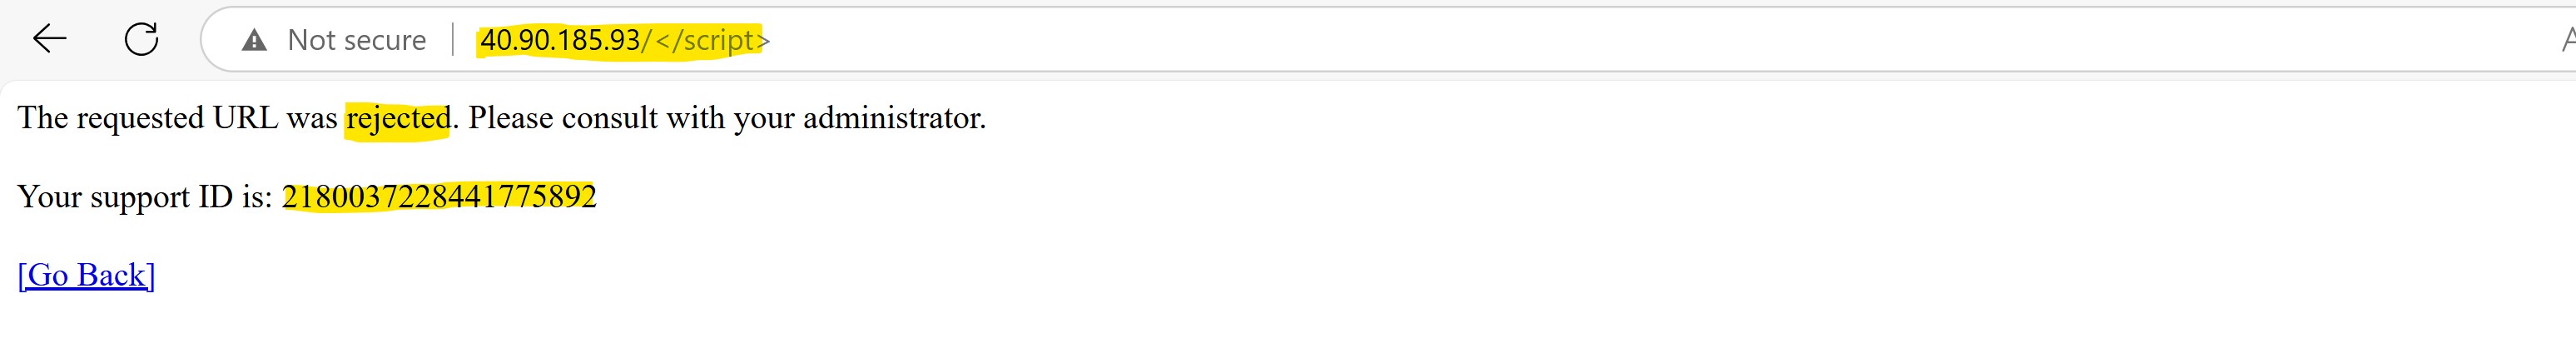 Not secure 40.90.185.93/</script>
The requested URL was rejected. Please consult with your administrator.
Your support ID is: 2180037228441775892
[Go Back]